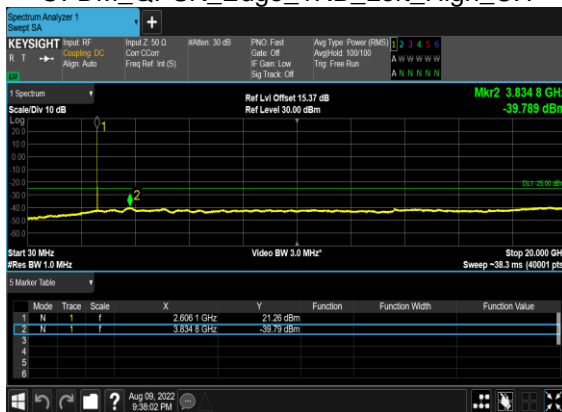 Spectrum Analyzer 1
Swept SA
+
KEYSIGHT Input: RF Input Z: 50 Ω #Atten: 30 dB PNO: Fast Avg Type: Power (RMS) 1 2 3 4 5 6
R T Coupling: DC Corr CCorr Gate: Off Avg|Hold: 100/100 A W W W W W
Align: Auto Freq Ref: Int (S) IF Gain: Low Trig: Free Run
LU Sig Track: Off A N N N N N
1 Spectrum Ref Lvl Offset 15.37 dB Mkr2 3.834 8 GHz
Scale/Div 10 dB Ref Level 30.00 dBm -39.789 dBm
Log
20.0
10.0
0.00
-10.0
-20.0
-30.0
-40.0
-50.0
-60.0
1
2
Start 30 MHz Video BW 3.0 MHz* Stop 20.000 GH
#Res BW 1.0 MHz Sweep ~38.3 ms (40001 pts
5 Marker Table
Mode Trace Scale X Y Function Function Width Function Value
1 N 1 f 2.606 1 GHz 21.26 dBm
2 N 1 f 3.834 8 GHz -39.79 dBm
3
4
5
6
? Aug 09, 2022
9:38:02 PM